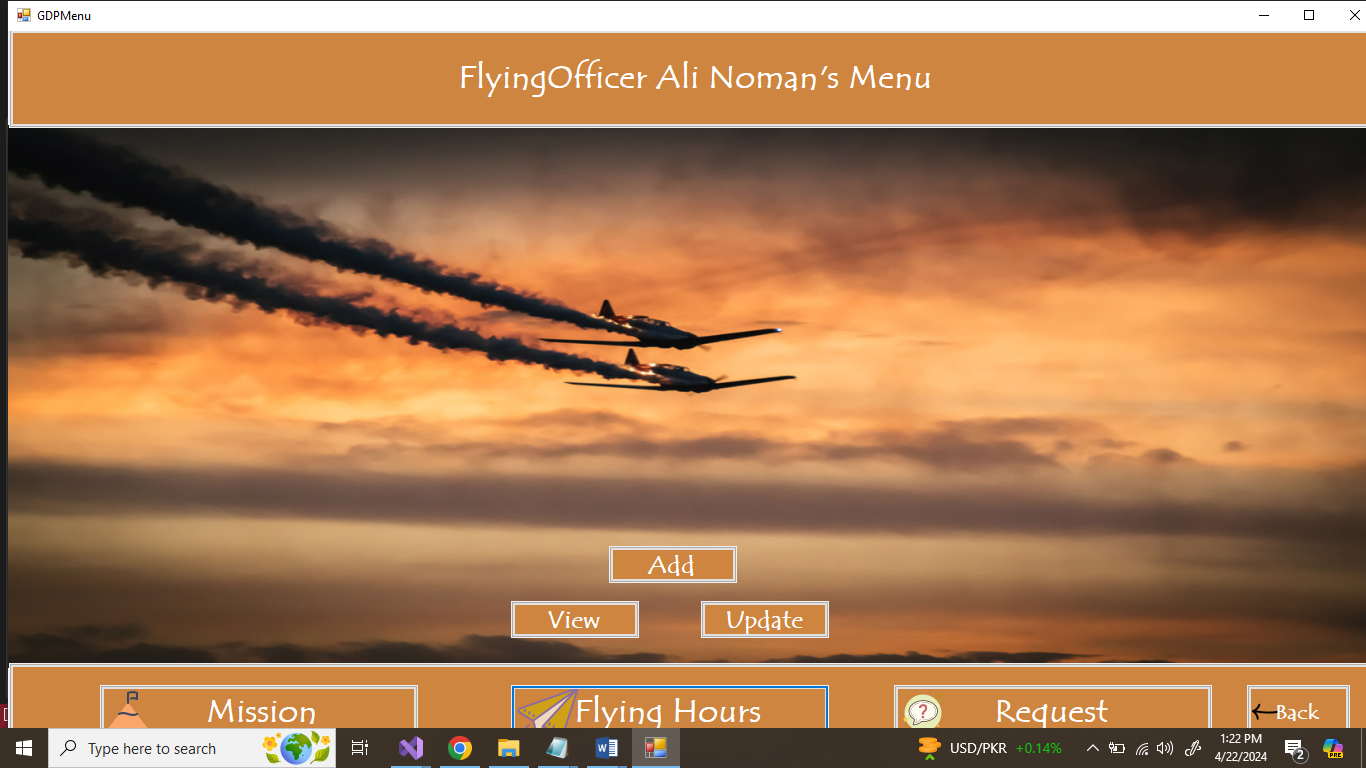 GDPMenu
FlyingOfficer Ali Noman's Menu
Add
View Update
Mission Flying Hours Request Back
Type here to search USD/PKR +0.14% 1:22 PM
4/22/2024 2 PRE